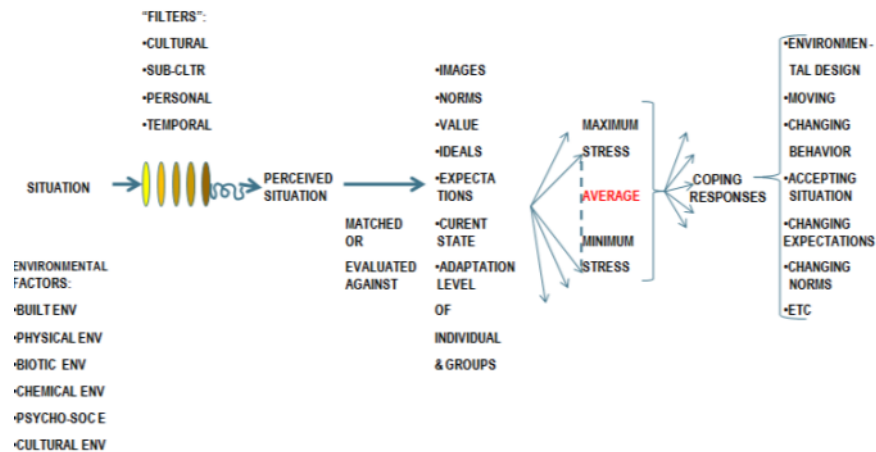 “FILTERS”:
•CULTURAL
•SUB-CLTR
•PERSONAL
•TEMPORAL
SITUATION
ENVIRONMENTAL
FACTORS:
•BUILT ENV
•PHYSICAL ENV
•BIOTIC ENV
•CHEMICAL ENV
•PSYCHO-SOC E
•CULTURAL ENV
PERCEIVED
SITUATION
MATCHED
OR
EVALUATED
AGAINST
•IMAGES
•NORMS
•VALUE
•IDEALS
•EXPECTA
TIONS
•CURENT
STATE
•ADAPTATION
LEVEL
OF
INDIVIDUAL
& GROUPS
MAXIMUM
STRESS
AVERAGE
MINIMUM
STRESS
COPING
RESPONSES
•ENVIRONMEN-
TAL DESIGN
•MOVING
•CHANGING
BEHAVIOR
•ACCEPTING
SITUATION
•CHANGING
EXPECTATIONS
•CHANGING
NORMS
•ETC